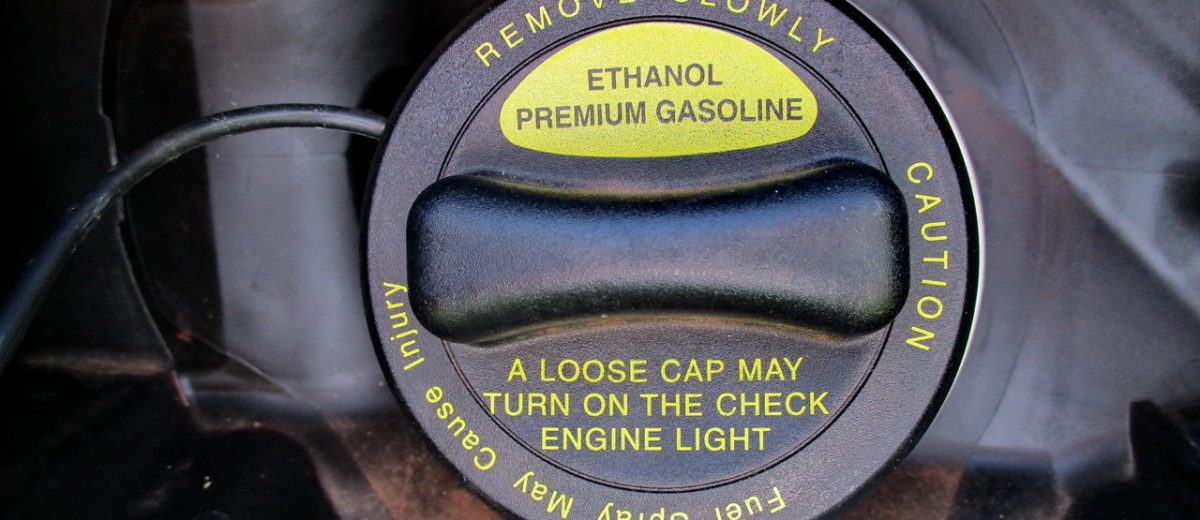 REMOVE SLOWLY
ETHANOL
PREMIUM GASOLINE
CAUTION
A LOOSE CAP MAY
TURN ON THE CHECK
ENGINE LIGHT
Fuel Spray May Cause Injury